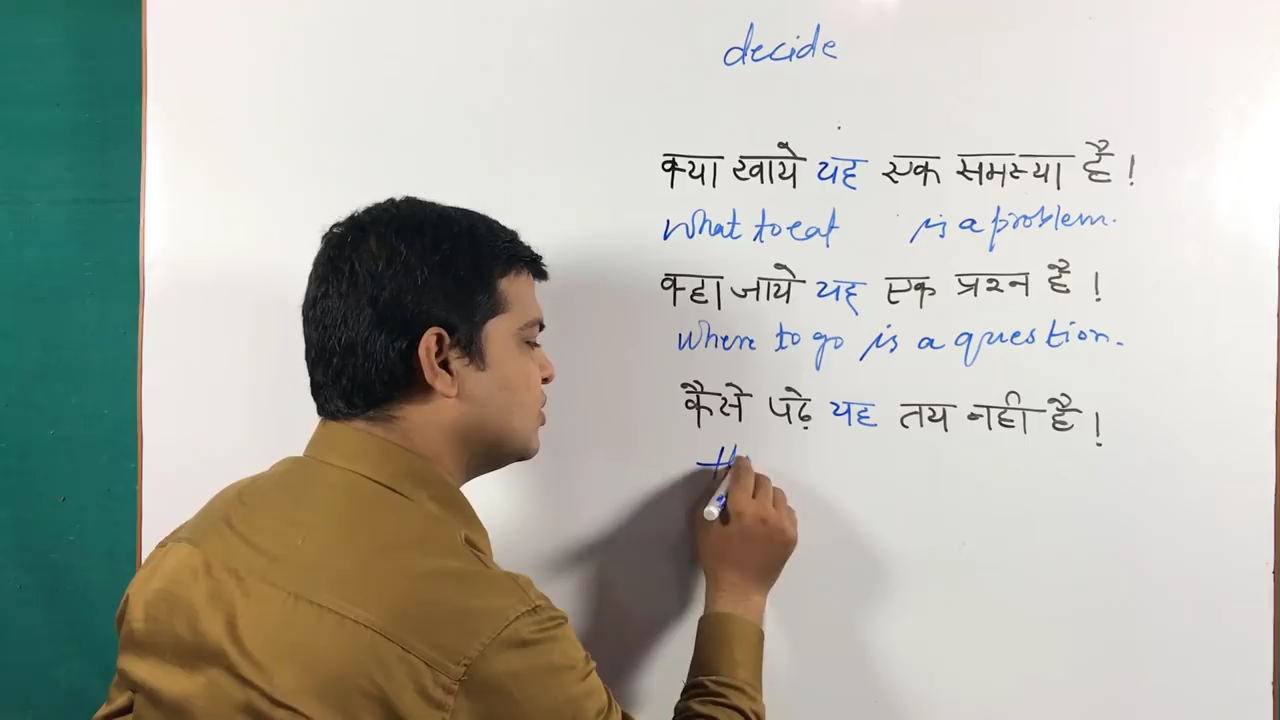 decide
क्या खाये यह एक समस्या है !
what to eat is a problem.
कहा जाये यह एक प्रश्न है !
where to go is a question.
कैसे पढे़ यह तय नही है !
H